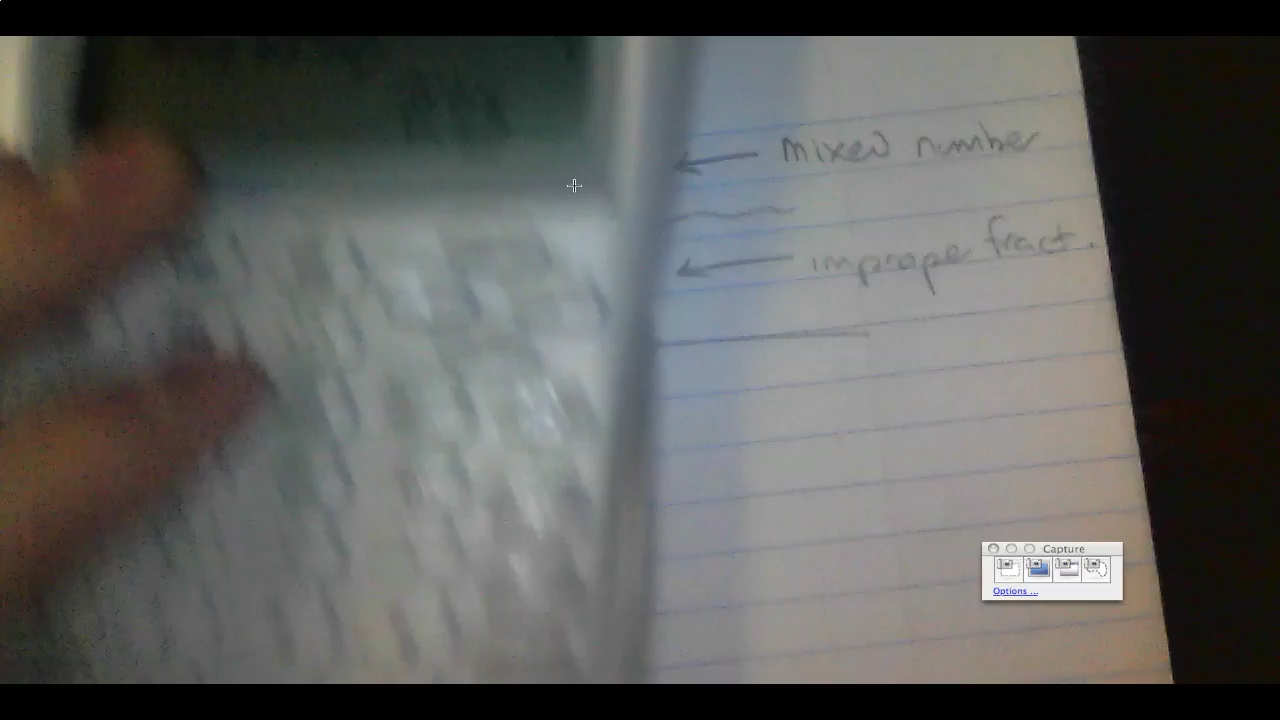 mixed number
improper fract.
Capture
Options ...